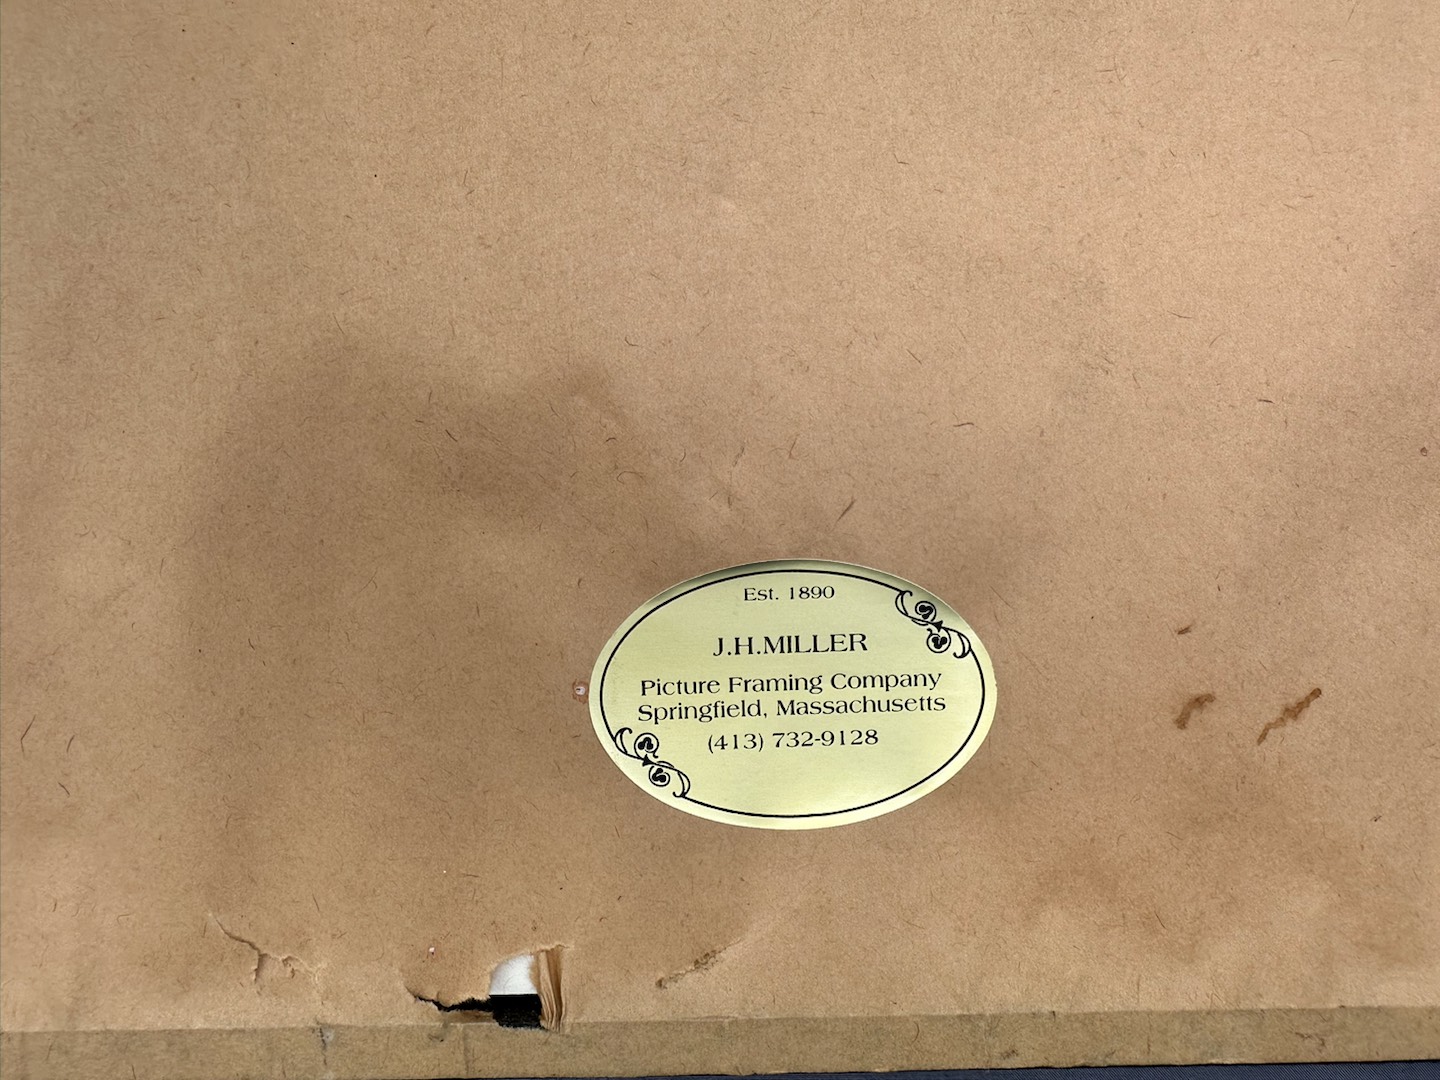 Est. 1890
J.H.MILLER
Picture Framing Company
Springfield, Massachusetts
(413) 732-9128